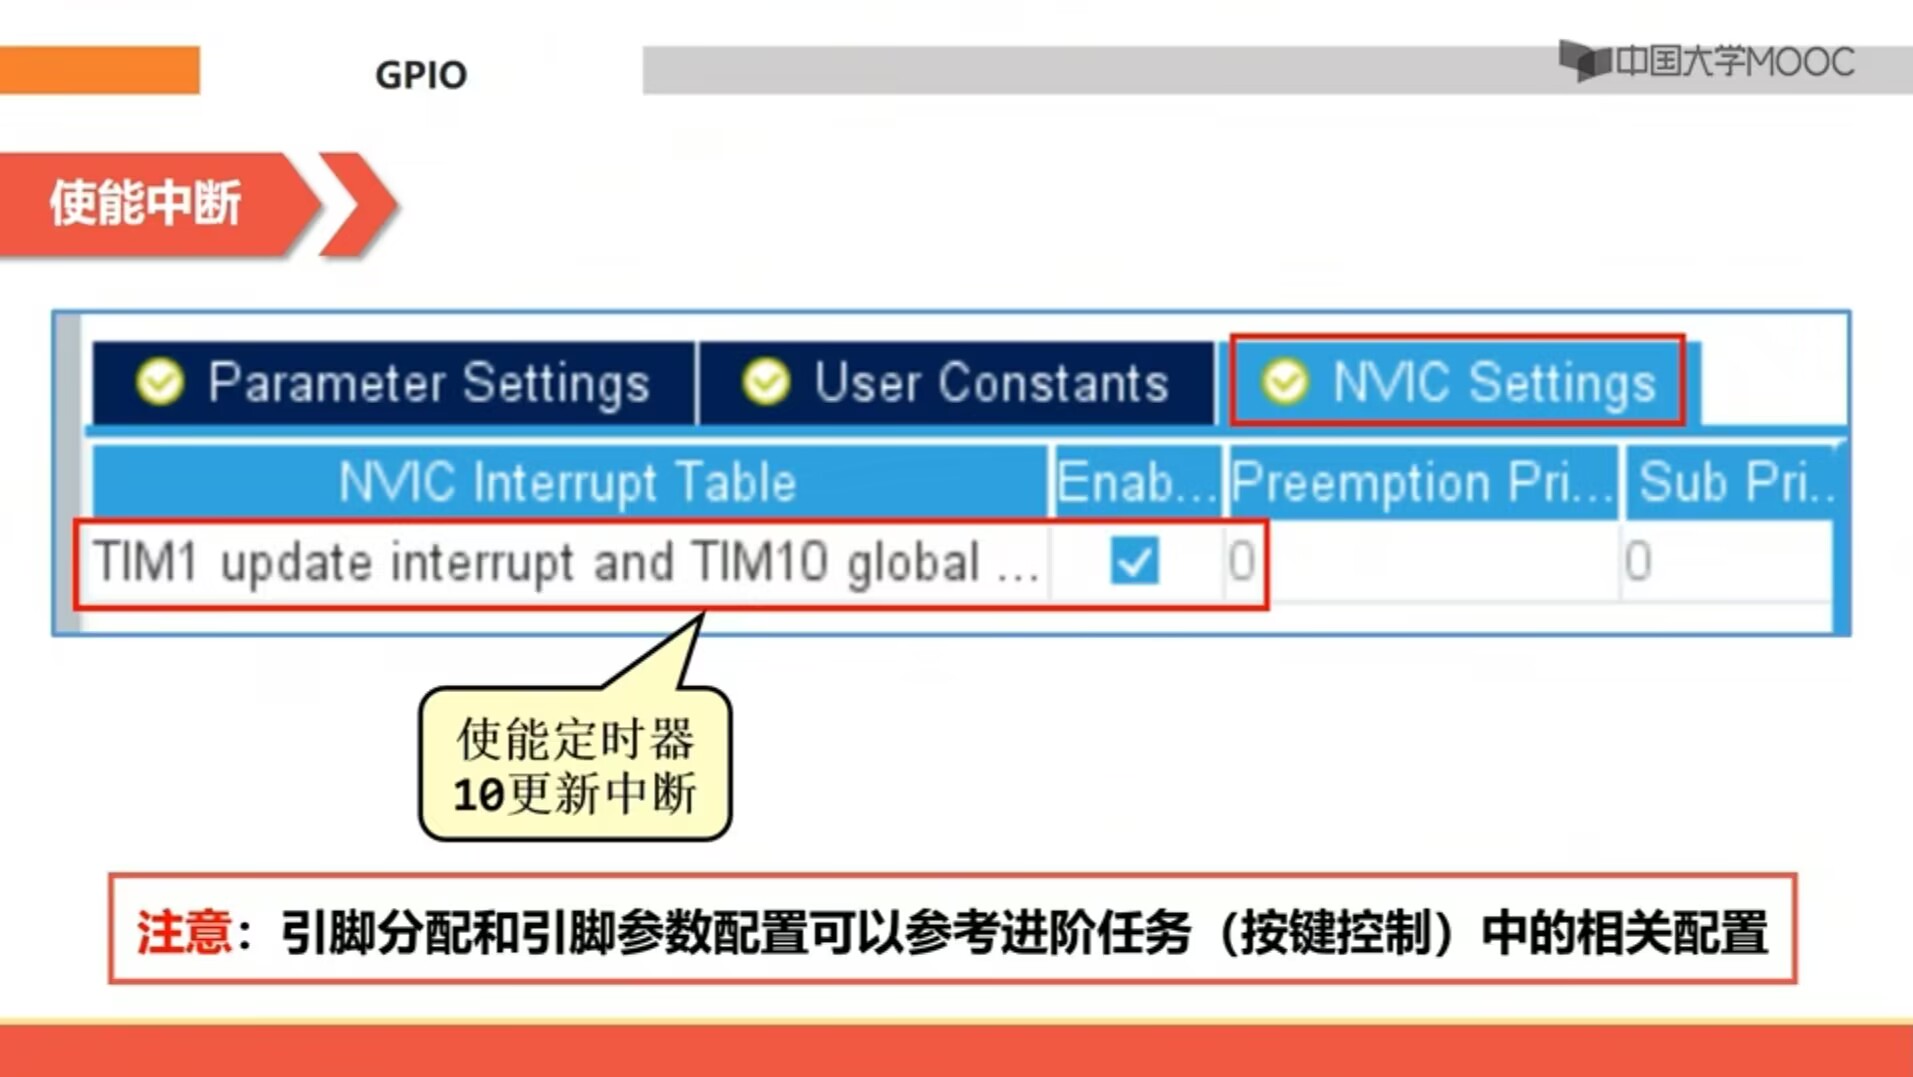 GPIO
中国大学MOOC
使能中断
Parameter Settings
User Constants
NVIC Settings
NVIC Interrupt Table
Enab...
Preemption Pri...
Sub Pri..
TIM1 update interrupt and TIM10 global ...
0
0
使能定时器
10更新中断
注意：引脚分配和引脚参数配置可以参考进阶任务（按键控制）中的相关配置